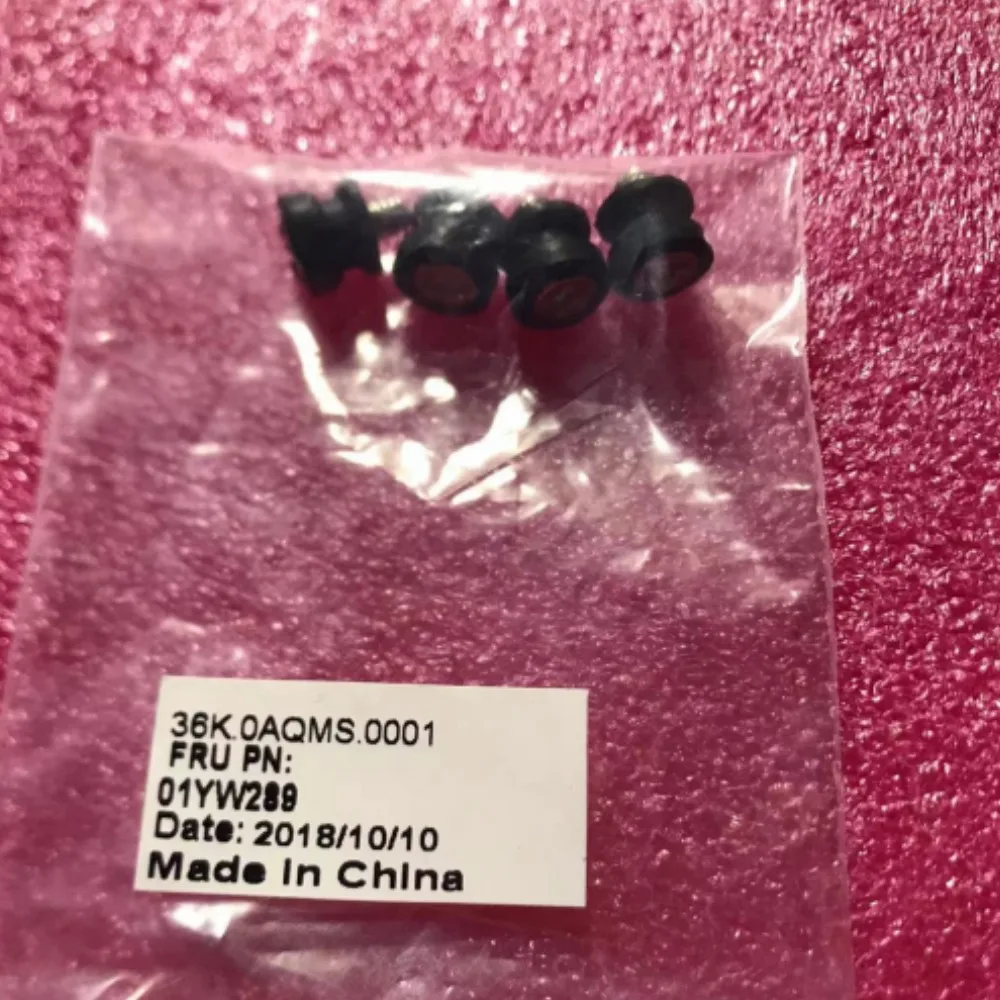 36K.0AQMS.0001
FRU PN:
01YW289
Date: 2018/10/10
Made In China